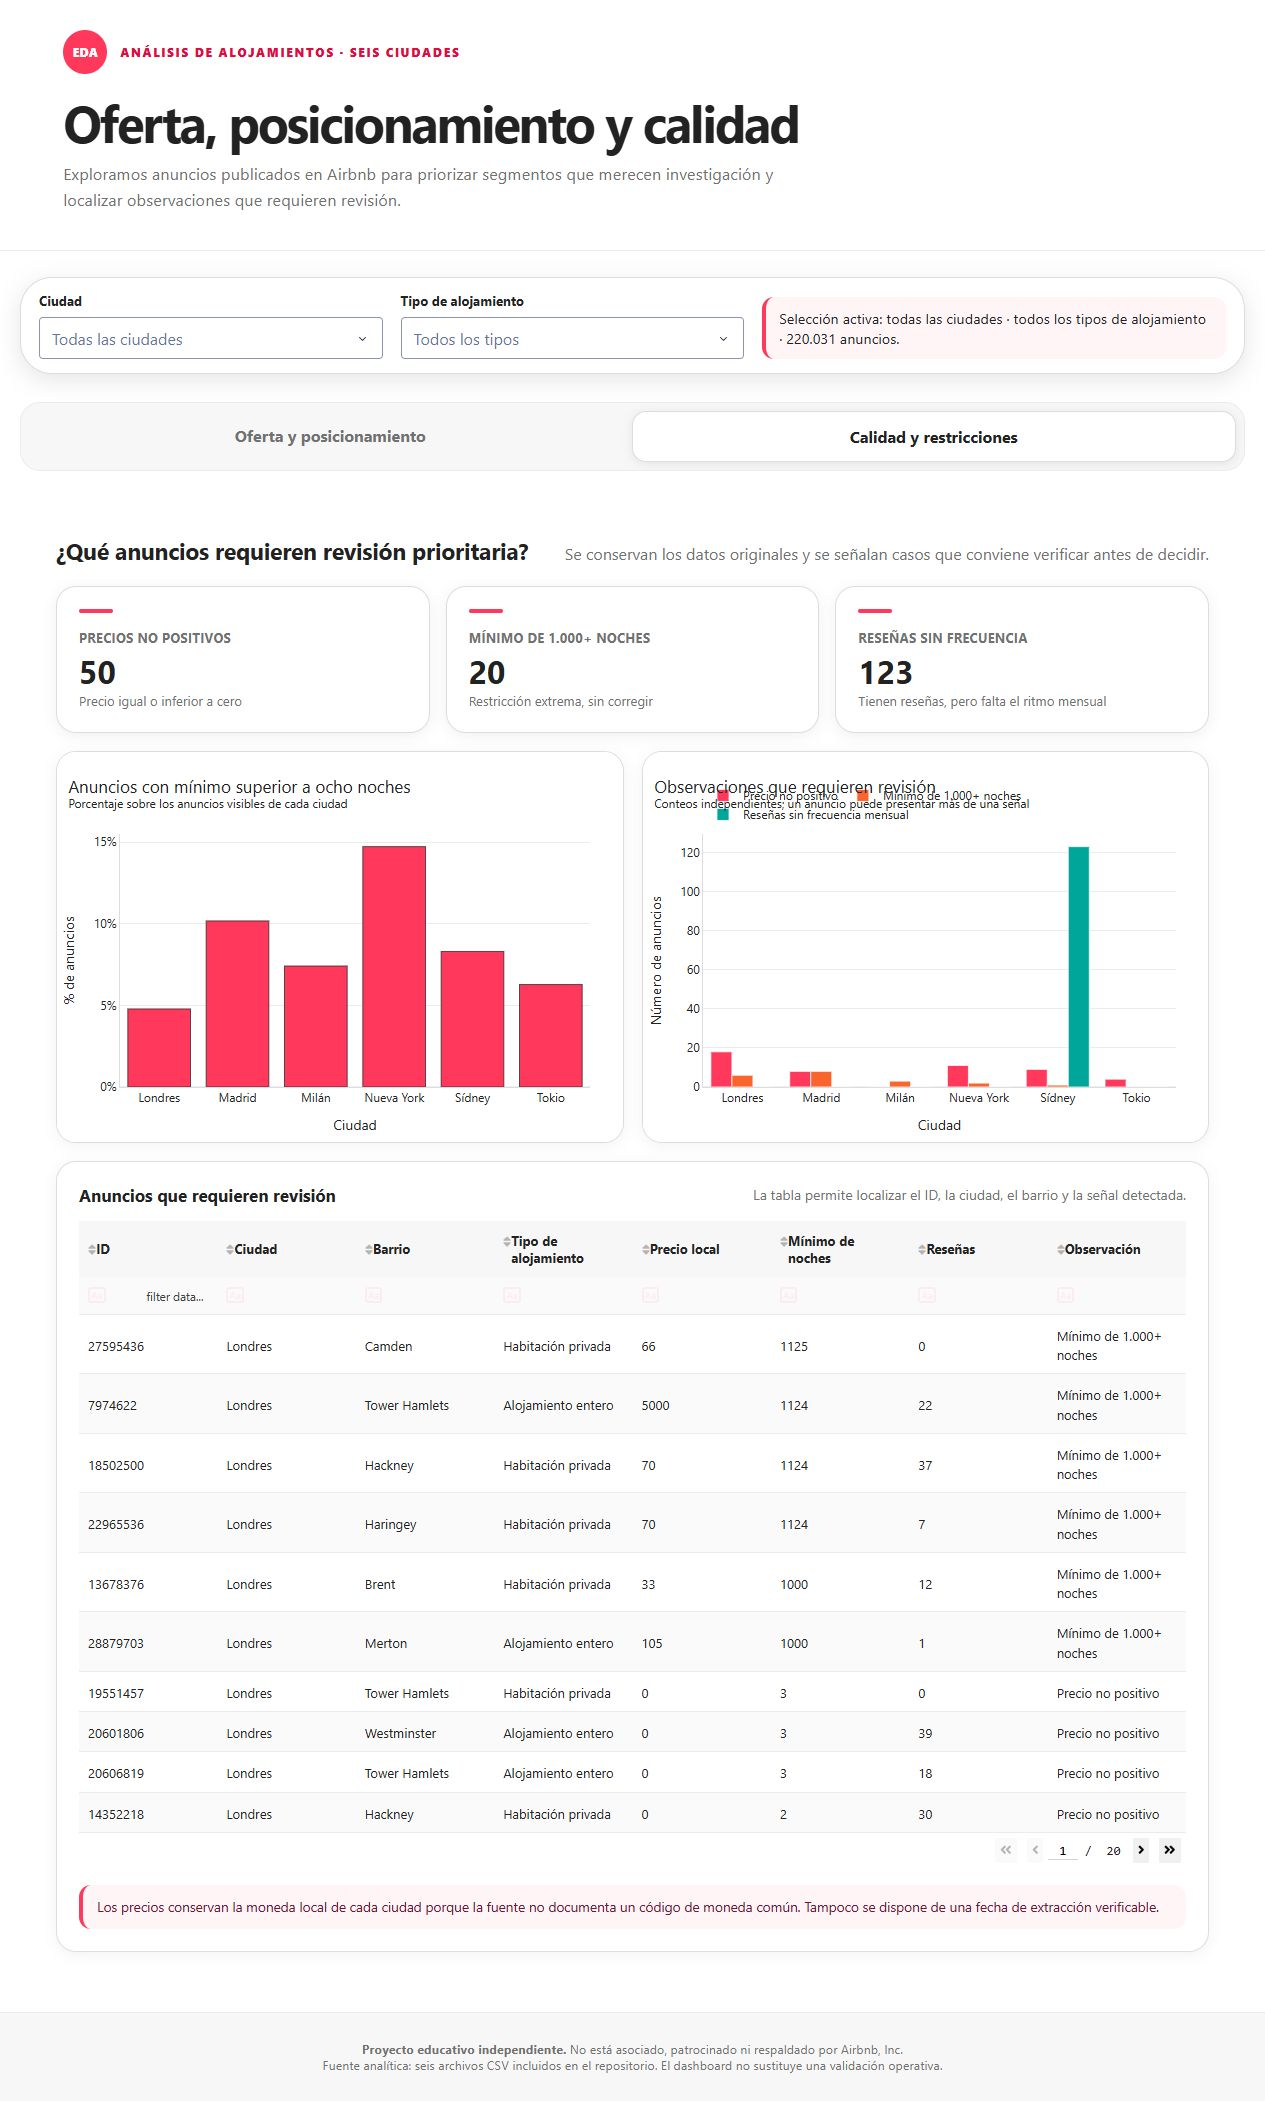 EDA
ANÁLISIS DE ALOJAMIENTOS · SEIS CIUDADES
Oferta, posicionamiento y calidad
Exploramos anuncios publicados en Airbnb para priorizar segmentos que merecen investigación y
localizar observaciones que requieren revisión.
Ciudad
Todas las ciudades
Tipo de alojamiento
Todos los tipos
Selección activa: todas las ciudades · todos los tipos de alojamiento
· 220.031 anuncios.
Oferta y posicionamiento
Calidad y restricciones
¿Qué anuncios requieren revisión prioritaria?
Se conservan los datos originales y se señalan casos que conviene verificar antes de decidir.
PRECIOS NO POSITIVOS
50
Precio igual o inferior a cero
MÍNIMO DE 1.000+ NOCHES
20
Restricción extrema, sin corregir
RESEÑAS SIN FRECUENCIA
123
Tienen reseñas, pero falta el ritmo mensual
Anuncios con mínimo superior a ocho noches
Porcentaje sobre los anuncios visibles de cada ciudad
% de anuncios
15%
10%
5%
0%
Londres Madrid Milán Nueva York Sídney Tokio
Ciudad
Observaciones que requieren revisión
Precio no positivo Mínimo de 1.000+ noches
Conteos independientes; un anuncio puede presentar más de una señal
Reseñas sin frecuencia mensual
Número de anuncios
120
100
80
60
40
20
0
Londres Madrid Milán Nueva York Sídney Tokio
Ciudad
Anuncios que requieren revisión
La tabla permite localizar el ID, la ciudad, el barrio y la señal detectada.
ID Ciudad Barrio Tipo de alojamiento Precio local Mínimo de noches Reseñas Observación
Aa filter data... Aa Aa Aa Aa Aa Aa Aa
27595436 Londres Camden Habitación privada 66 1125 0 Mínimo de 1.000+ noches
7974622 Londres Tower Hamlets Alojamiento entero 5000 1124 22 Mínimo de 1.000+ noches
18502500 Londres Hackney Habitación privada 70 1124 37 Mínimo de 1.000+ noches
22965536 Londres Haringey Habitación privada 70 1124 7 Mínimo de 1.000+ noches
13678376 Londres Brent Habitación privada 33 1000 12 Mínimo de 1.000+ noches
28879703 Londres Merton Alojamiento entero 105 1000 1 Mínimo de 1.000+ noches
19551457 Londres Tower Hamlets Habitación privada 0 3 0 Precio no positivo
20601806 Londres Westminster Alojamiento entero 0 3 39 Precio no positivo
20606819 Londres Tower Hamlets Alojamiento entero 0 3 18 Precio no positivo
14352218 Londres Hackney Habitación privada 0 2 30 Precio no positivo
1 / 20
Los precios conservan la moneda local de cada ciudad porque la fuente no documenta un código de moneda común. Tampoco se dispone de una fecha de extracción verificable.
Proyecto educativo independiente. No está asociado, patrocinado ni respaldado por Airbnb, Inc.
Fuente analítica: seis archivos CSV incluidos en el repositorio. El dashboard no sustituye una validación operativa.